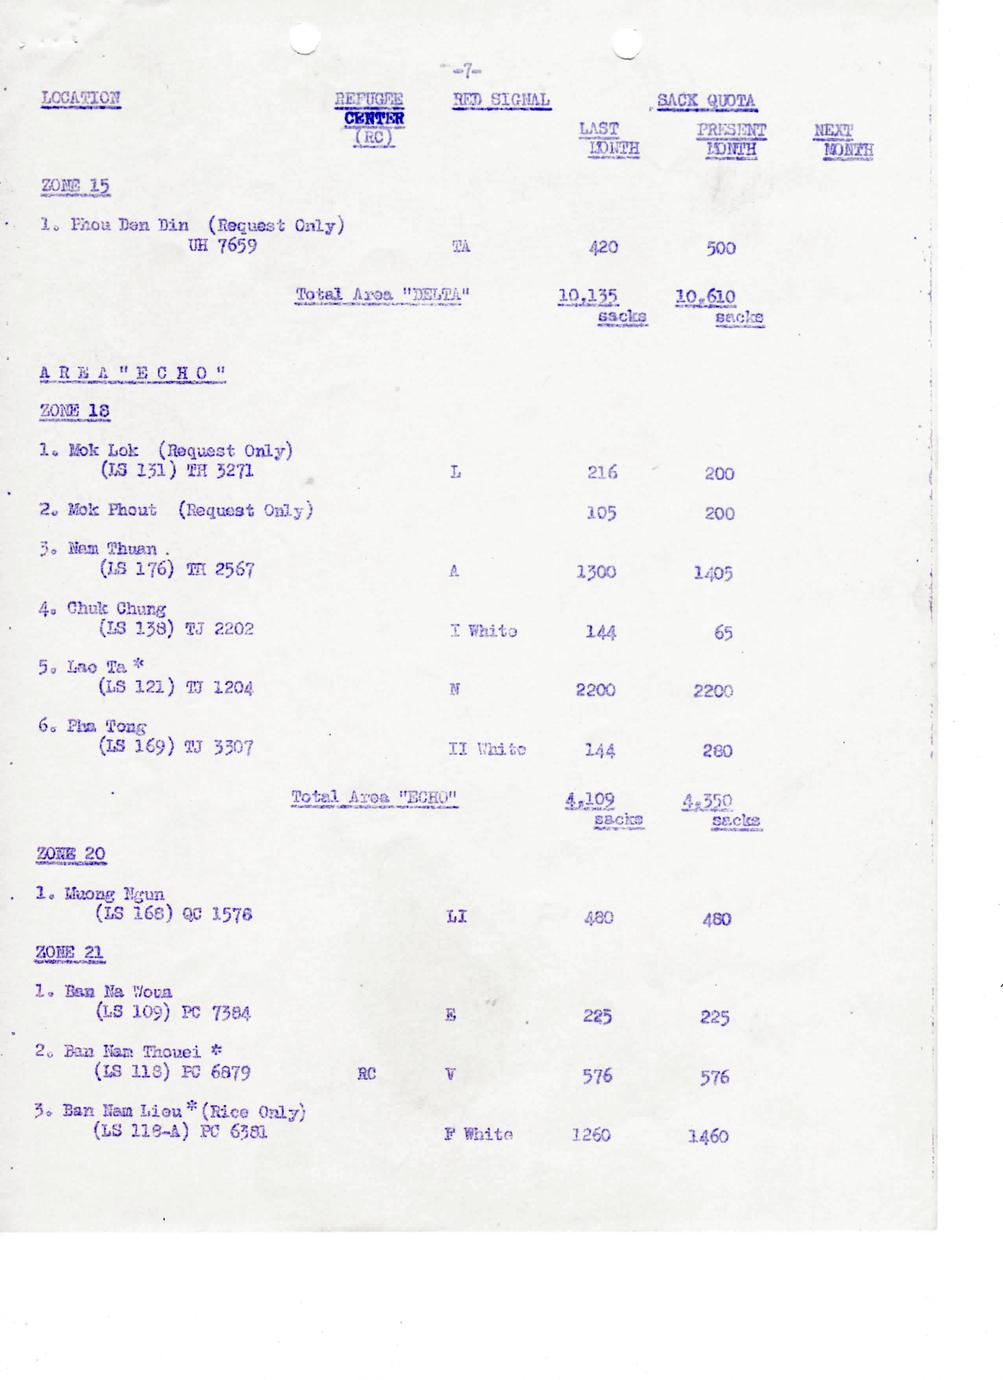 -7-
LOCATION REFUGEE CENTER (RC) RED SIGNAL SACK QUOTA
LAST MONTH PRESENT MONTH NEXT MONTH
ZONE 15
1. Phou Den Din (Request Only)
UH 7659 TA 420 500
Total Area "DELTA" 10,135 sacks 10,610 sacks
A R E A "E C H O"
ZONE 18
1. Mok Lok (Request Only)
(LS 131) TH 3271 L 216 200
2. Mok Phout (Request Only) 105 200
3. Nam Thuan .
(LS 176) TH 2567 A 1300 1405
4. Chuk Chung
(LS 138) TJ 2202 I White 144 65
5. Lao Ta *
(LS 121) TJ 1204 N 2200 2200
6. Pha Tong
(LS 169) TJ 3307 II White 144 280
Total Area "ECHO" 4,109 sacks 4,350 sacks
ZONE 20
1. Muong Ngun
(LS 168) QC 1578 LI 480 480
ZONE 21
1. Ban Na Woua
(LS 109) PC 7384 E 225 225
2. Ban Nam Thouei *
(LS 118) PC 6879 RC V 576 576
3. Ban Nam Lieu * (Rice Only)
(LS 118-A) PC 6381 F White 1260 1460